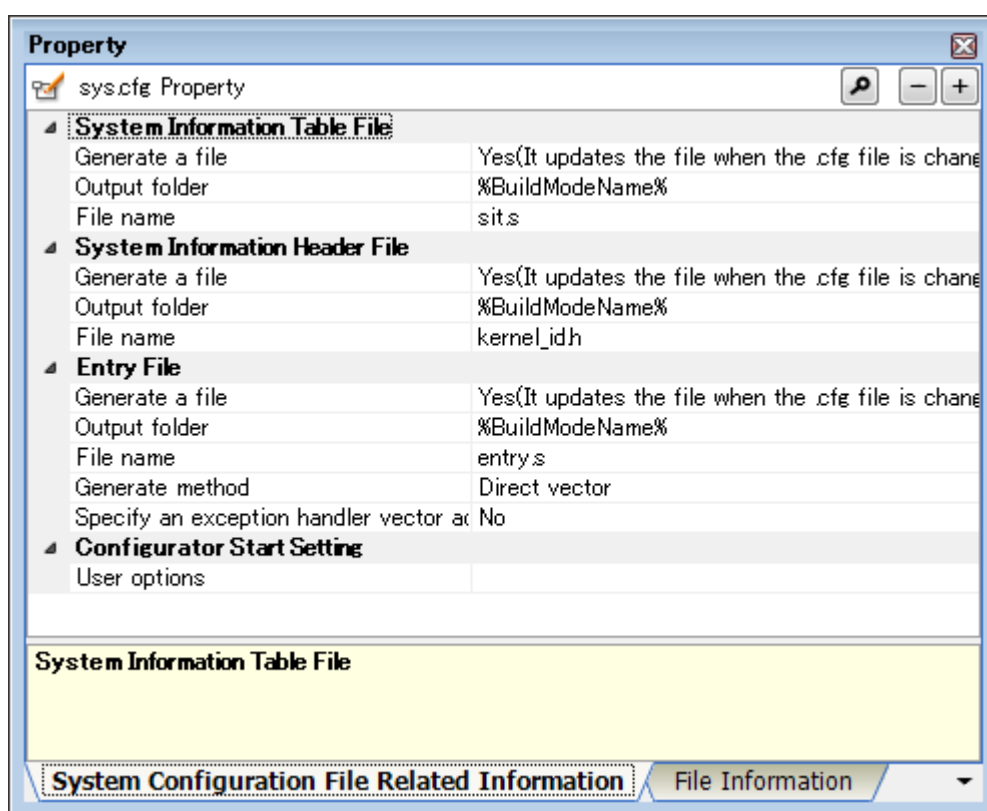 Property
sys.cfg Property
System Information Table File
Generate a file Yes(It updates the file when the .cfg file is chang
Output folder %BuildModeName%
File name sit.s
System Information Header File
Generate a file Yes(It updates the file when the .cfg file is chang
Output folder %BuildModeName%
File name kernel_id.h
Entry File
Generate a file Yes(It updates the file when the .cfg file is chang
Output folder %BuildModeName%
File name entry.s
Generate method Direct vector
Specify an exception handler vector ac No
Configurator Start Setting
User options
System Information Table File
System Configuration File Related Information File Information